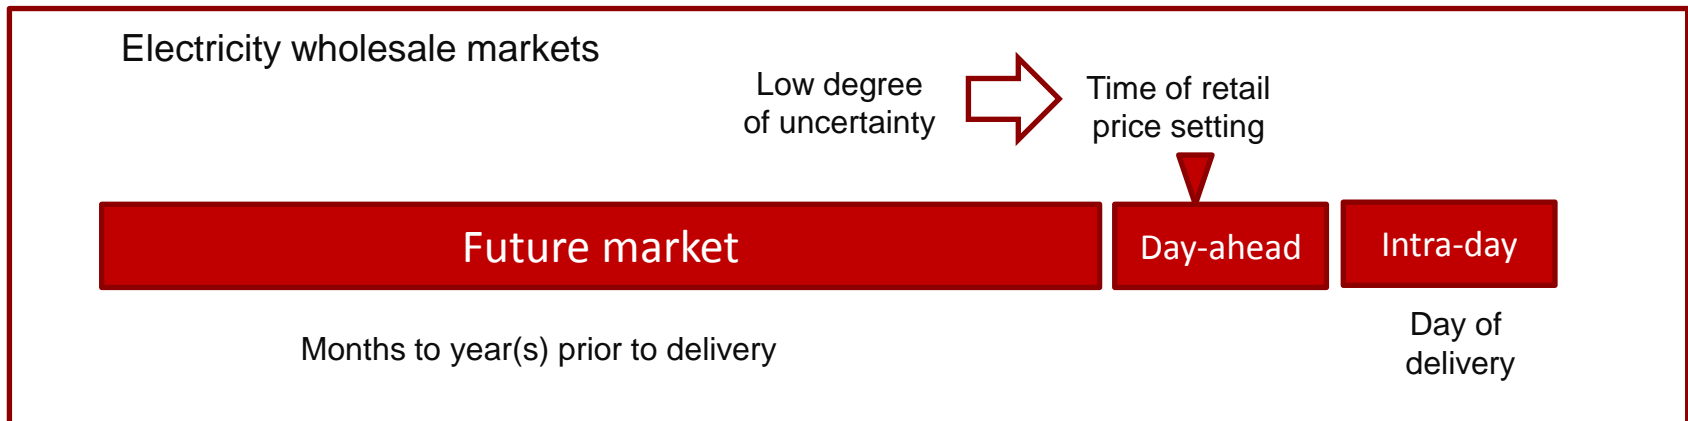 Electricity wholesale markets
Low degree
of uncertainty
Time of retail
price setting
Future market
Day-ahead
Intra-day
Months to year(s) prior to delivery
Day of
delivery